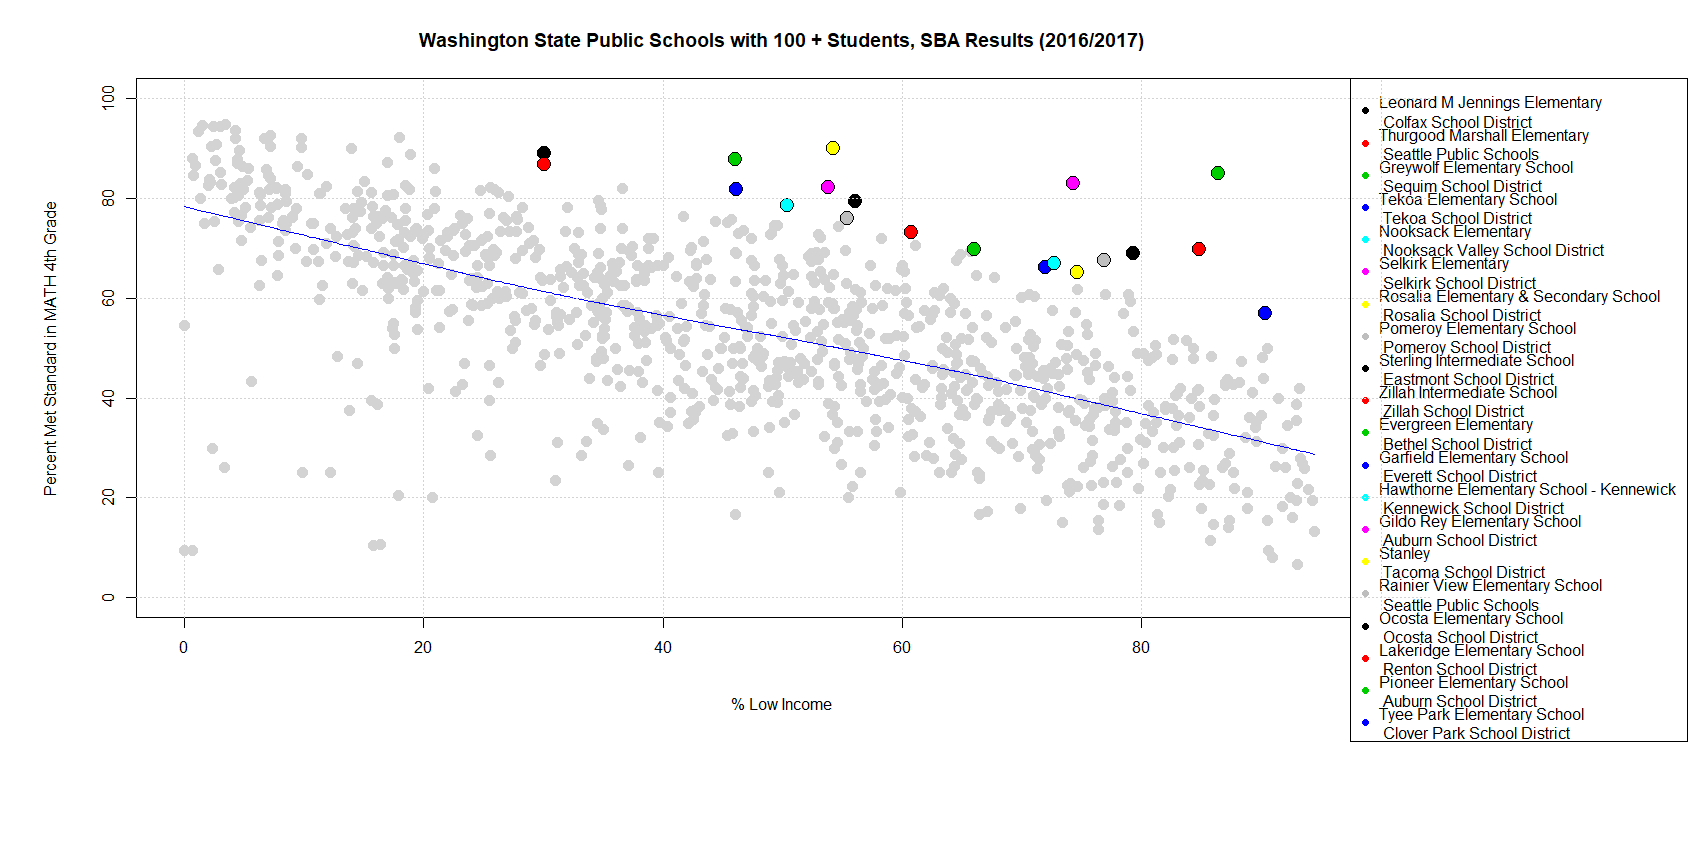 Washington State Public Schools with 100 + Students, SBA Results (2016/2017)
Percent Met Standard in MATH 4th Grade
100
80
60
40
20
0
0
20
40
60
80
% Low Income
Leonard M Jennings Elementary
Colfax School District
Thurgood Marshall Elementary
Seattle Public Schools
Greywolf Elementary School
Sequim School District
Tekoa Elementary School
Tekoa School District
Nooksack Elementary
Nooksack Valley School District
Selkirk Elementary
Selkirk School District
Rosalia Elementary & Secondary School
Rosalia School District
Pomeroy Elementary School
Pomeroy School District
Sterling Intermediate School
Eastmont School District
Zillah Intermediate School
Zillah School District
Evergreen Elementary
Bethel School District
Garfield Elementary School
Everett School District
Hawthorne Elementary School - Kennewick
Kennewick School District
Gildo Rey Elementary School
Auburn School District
Stanley
Tacoma School District
Rainier View Elementary School
Seattle Public Schools
Ocosta Elementary School
Ocosta School District
Lakeridge Elementary School
Renton School District
Pioneer Elementary School
Auburn School District
Tyee Park Elementary School
Clover Park School District